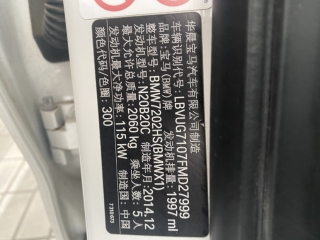 华晨宝马汽车有限公司制造
车辆识别代号: LBVUG7107FMD27999
品牌: 宝马 (BMW)牌 发动机排量: 1997 ml
整车型号: BMW7202HS(BMWX1)
发动机型号: N20B20C 制造年月: 2014.12
最大允许总质量: 2060 kg 乘坐人数: 5 人
发动机最大净功率: 115 kW 制造国: 中国
颜色代码/色圈: 300